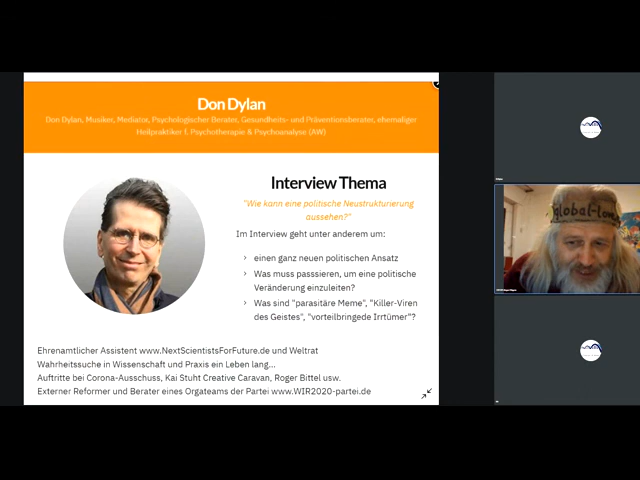 Don Dylan
Don Dylan, Musiker, Mediator, Psychologischer Berater, Gesundheits- und Präventionsberater, ehemaliger
Heilpraktiker f. Psychotherapie & Psychoanalyse (AW)
Interview Thema
"Wie kann eine politische Neustrukturierung
aussehen?"
Im Interview geht unter anderem um:
einen ganz neuen politischen Ansatz
Was muss passsieren, um eine politische
Veränderung einzuleiten?
Was sind "parasitäre Meme", "Killer-Viren
des Geistes", "vorteilbringede Irrtümer"?
Ehrenamtlicher Assistent www.NextScientistsForFuture.de und Weltrat
Wahrheitssuche in Wissenschaft und Praxis ein Leben lang...
Auftritte bei Corona-Ausschuss, Kai Stuht Creative Caravan, Roger Bittel usw.
Externer Reformer und Berater eines Orgateams der Partei www.WIR2020-partei.de
global-love